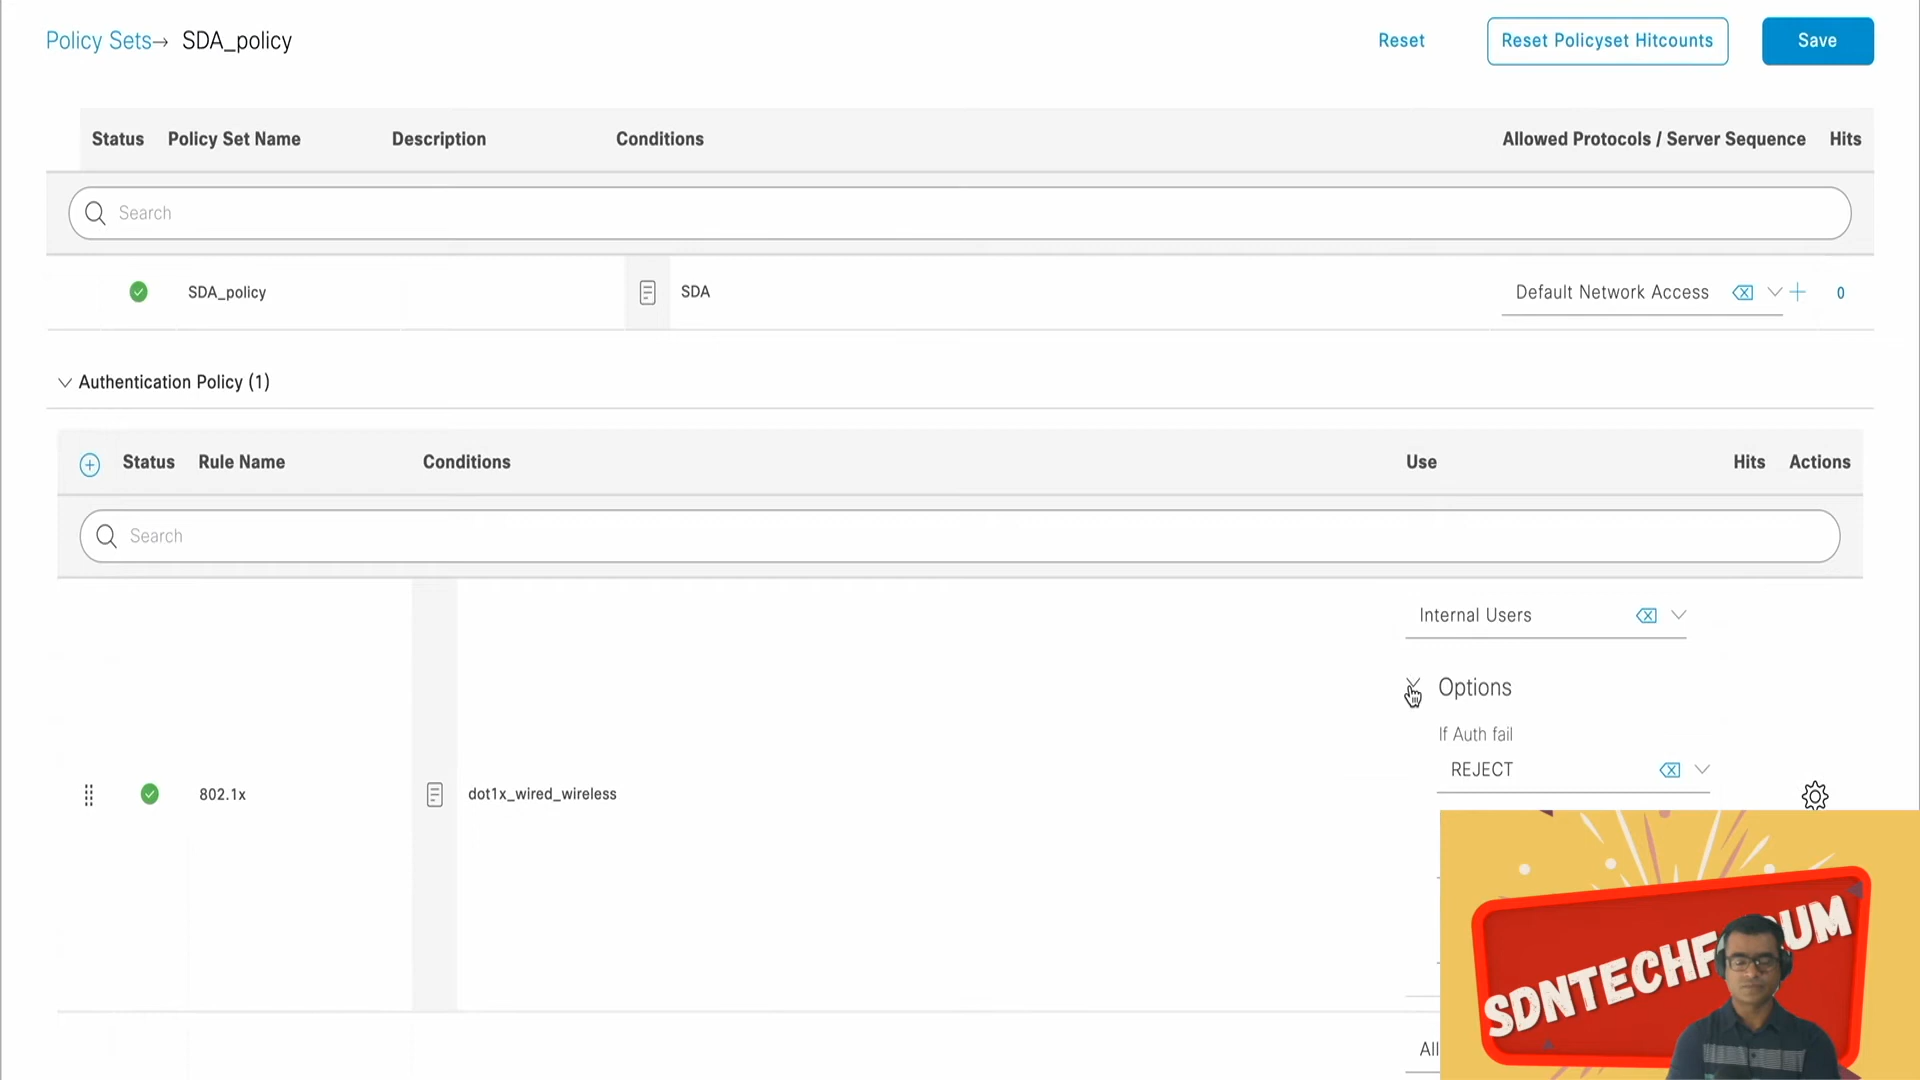 Policy Sets→ SDA_policy
Reset
Reset Policyset Hitcounts
Save
Status Policy Set Name Description Conditions Allowed Protocols / Server Sequence Hits
Search
SDA_policy SDA Default Network Access 0
Authentication Policy (1)
Status Rule Name Conditions Use Hits Actions
Search
Internal Users
Options
If Auth fail
REJECT
802.1x dot1x_wired_wireless
All